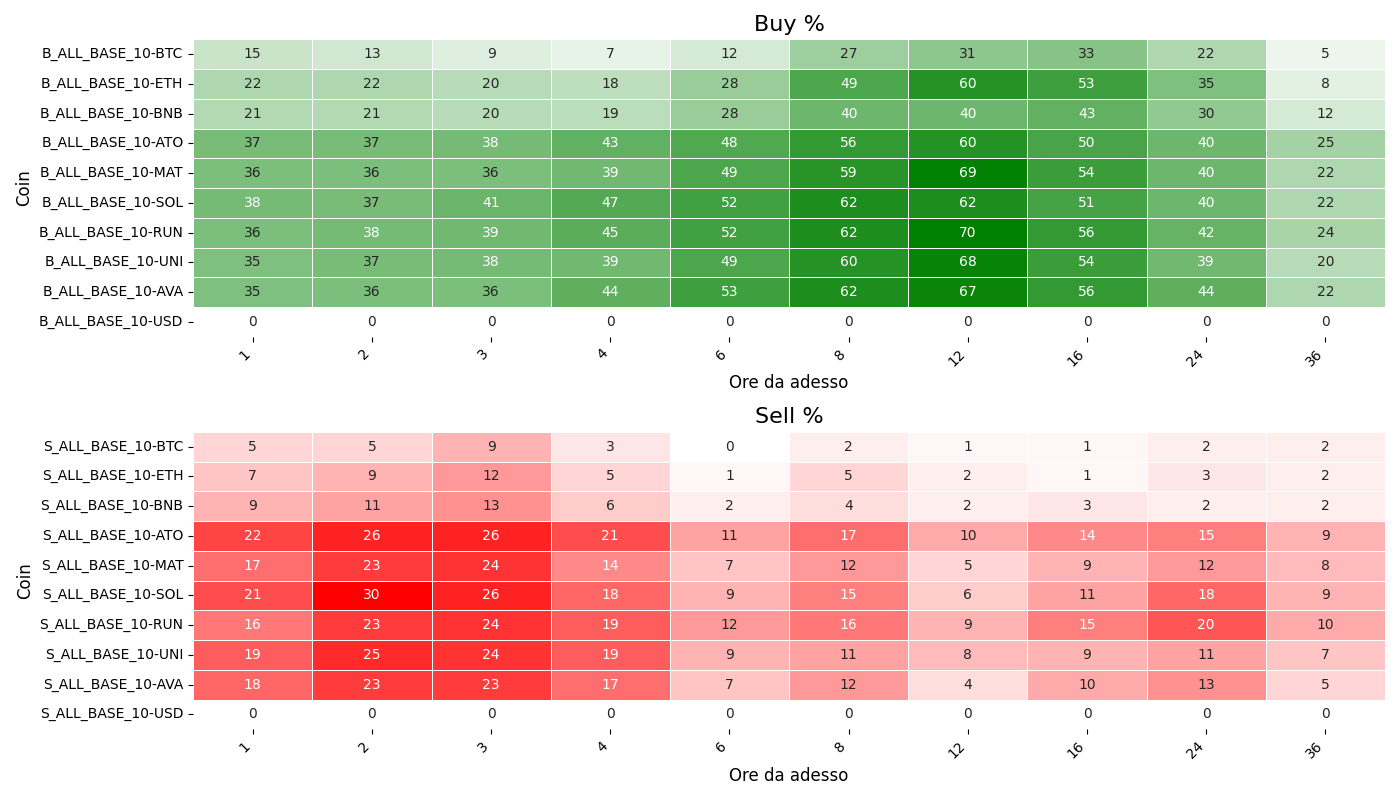 Buy %
Coin
B_ALL_BASE_10-BTC 15 13 9 7 12 27 31 33 22 5
B_ALL_BASE_10-ETH 22 22 20 18 28 49 60 53 35 8
B_ALL_BASE_10-BNB 21 21 20 19 28 40 40 43 30 12
B_ALL_BASE_10-ATO 37 37 38 43 48 56 60 50 40 25
B_ALL_BASE_10-MAT 36 36 36 39 49 59 69 54 40 22
B_ALL_BASE_10-SOL 38 37 41 47 52 62 62 51 40 22
B_ALL_BASE_10-RUN 36 38 39 45 52 62 70 56 42 24
B_ALL_BASE_10-UNI 35 37 38 39 49 60 68 54 39 20
B_ALL_BASE_10-AVA 35 36 36 44 53 62 67 56 44 22
B_ALL_BASE_10-USD 0 0 0 0 0 0 0 0 0 0
1 2 3 4 6 8 12 16 24 36
Ore da adesso
Sell %
Coin
S_ALL_BASE_10-BTC 5 5 9 3 0 2 1 1 2 2
S_ALL_BASE_10-ETH 7 9 12 5 1 5 2 1 3 2
S_ALL_BASE_10-BNB 9 11 13 6 2 4 2 3 2 2
S_ALL_BASE_10-ATO 22 26 26 21 11 17 10 14 15 9
S_ALL_BASE_10-MAT 17 23 24 14 7 12 5 9 12 8
S_ALL_BASE_10-SOL 21 30 26 18 9 15 6 11 18 9
S_ALL_BASE_10-RUN 16 23 24 19 12 16 9 15 20 10
S_ALL_BASE_10-UNI 19 25 24 19 9 11 8 9 11 7
S_ALL_BASE_10-AVA 18 23 23 17 7 12 4 10 13 5
S_ALL_BASE_10-USD 0 0 0 0 0 0 0 0 0 0
1 2 3 4 6 8 12 16 24 36
Ore da adesso